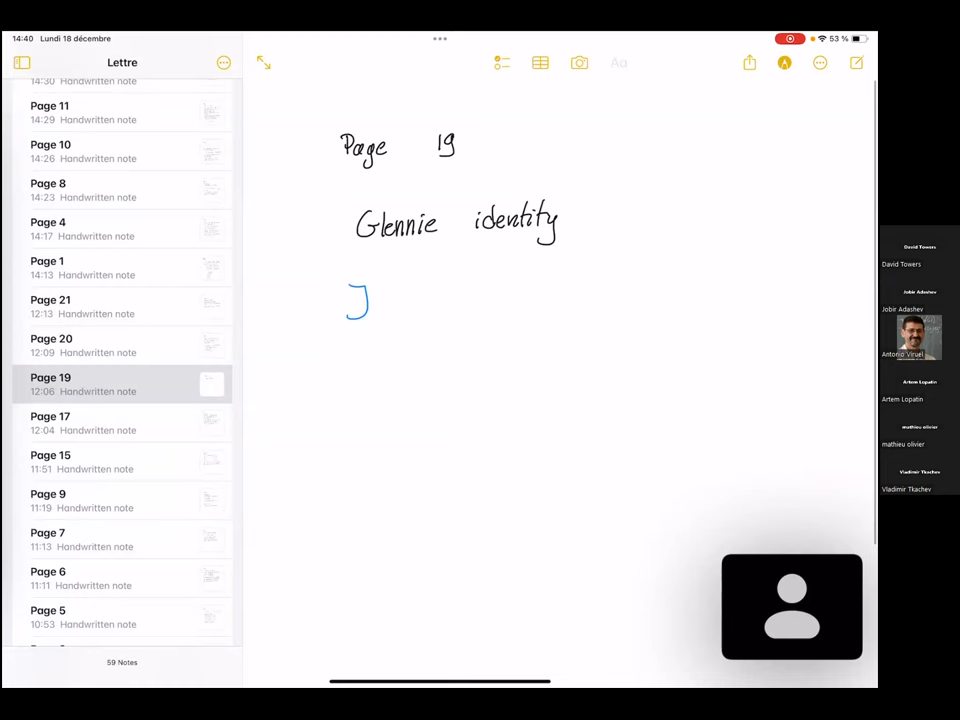 14:40 Lundi 18 décembre
53 %
Lettre
Aa
14:30 Handwritten note
Page 11
14:29 Handwritten note
Page 10
14:26 Handwritten note
Page 8
14:23 Handwritten note
Page 4
14:17 Handwritten note
Page 1
14:13 Handwritten note
Page 21
12:13 Handwritten note
Page 20
12:09 Handwritten note
Page 19
12:06 Handwritten note
Page 17
12:04 Handwritten note
Page 15
11:51 Handwritten note
Page 9
11:19 Handwritten note
Page 7
11:13 Handwritten note
Page 6
11:11 Handwritten note
Page 5
10:53 Handwritten note
59 Notes
Page 19
Glennie identity
J
David Towers
David Towers
Jobir Adashev
Jobir Adashev
Antonio Viruel
Artem Lopatin
Artem Lopatin
mathieu olivier
mathieu olivier
Vladimir Tkachev
Vladimir Tkachev